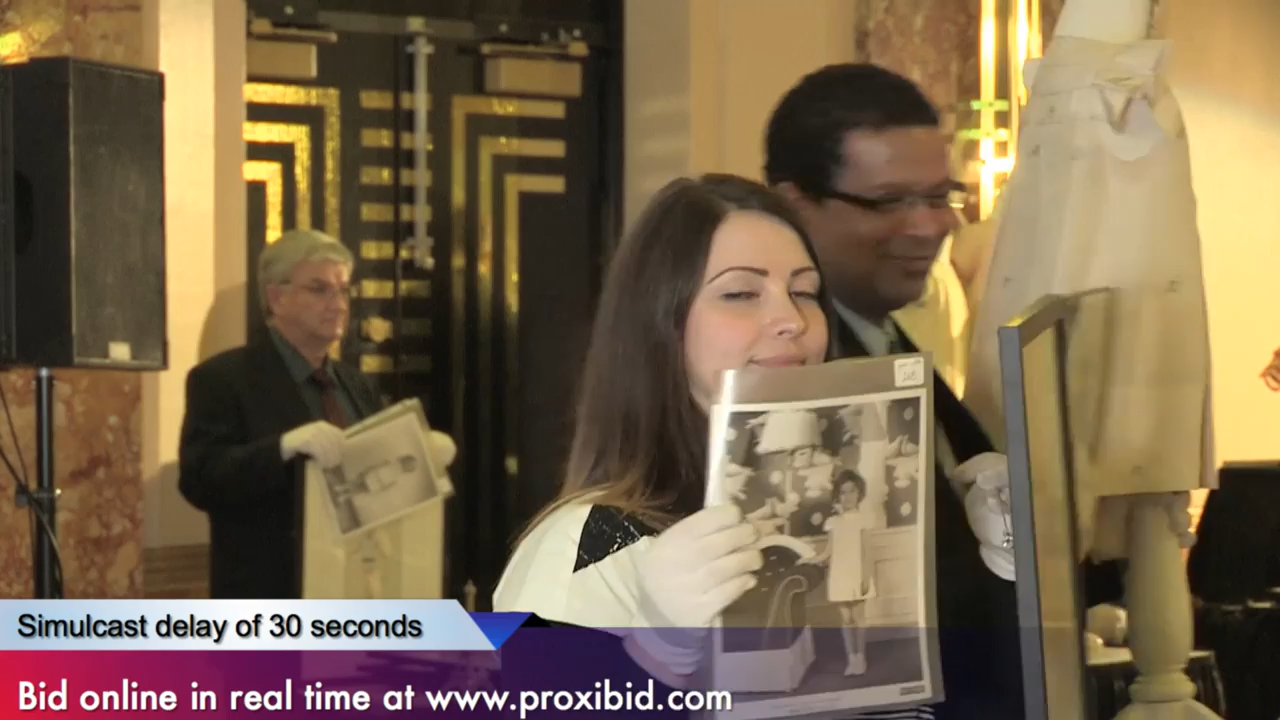 Simulcast delay of 30 seconds
Bid online in real time at www.proxibid.com